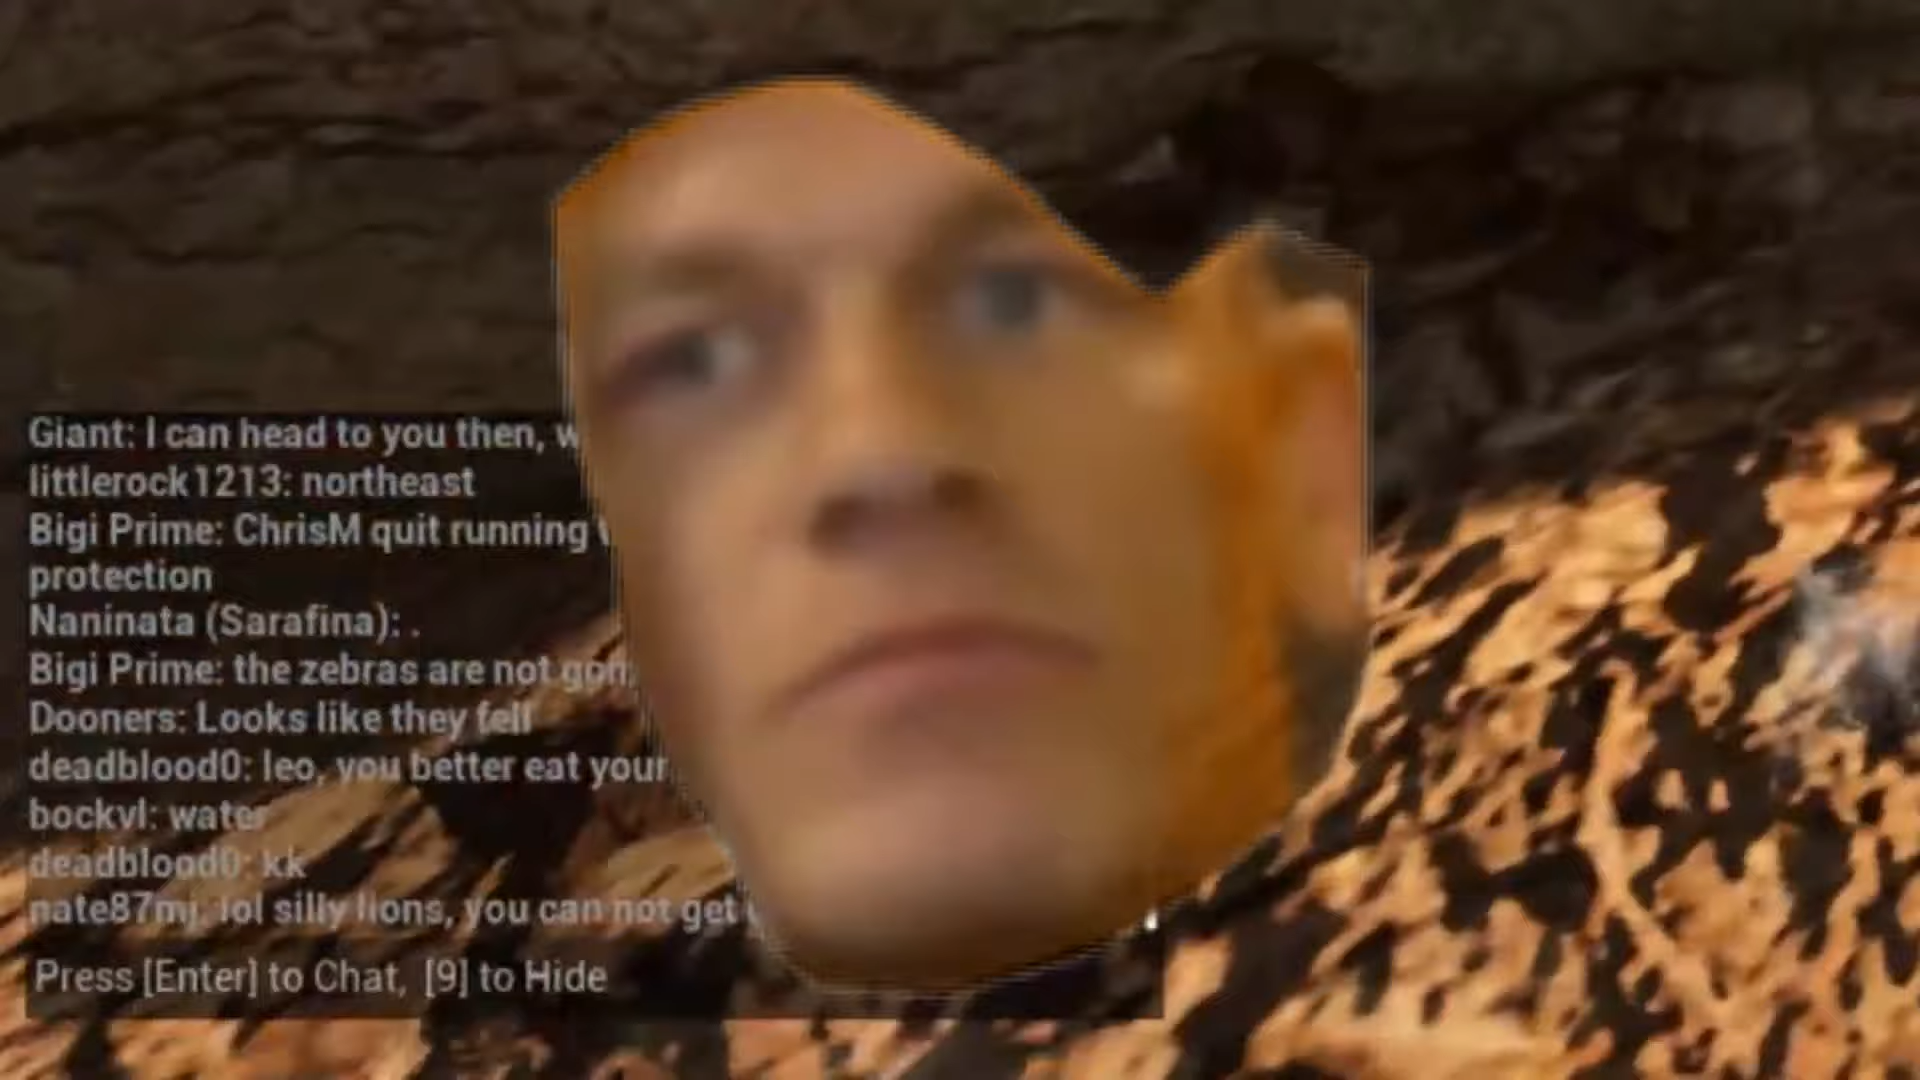 Giant: I can head to you then,
littlerock1213: northeast
Bigi Prime: ChrisM quit running
protection
Naninata (Sarafina): .
Bigi Prime: the zebras are not gon
Dooners: Looks like they fell
deadblood0: leo, you better eat your
bockvl: water
deadblood0: kk
nate87mj: lol silly lions, you can not get
Press [Enter] to Chat, [9] to Hide